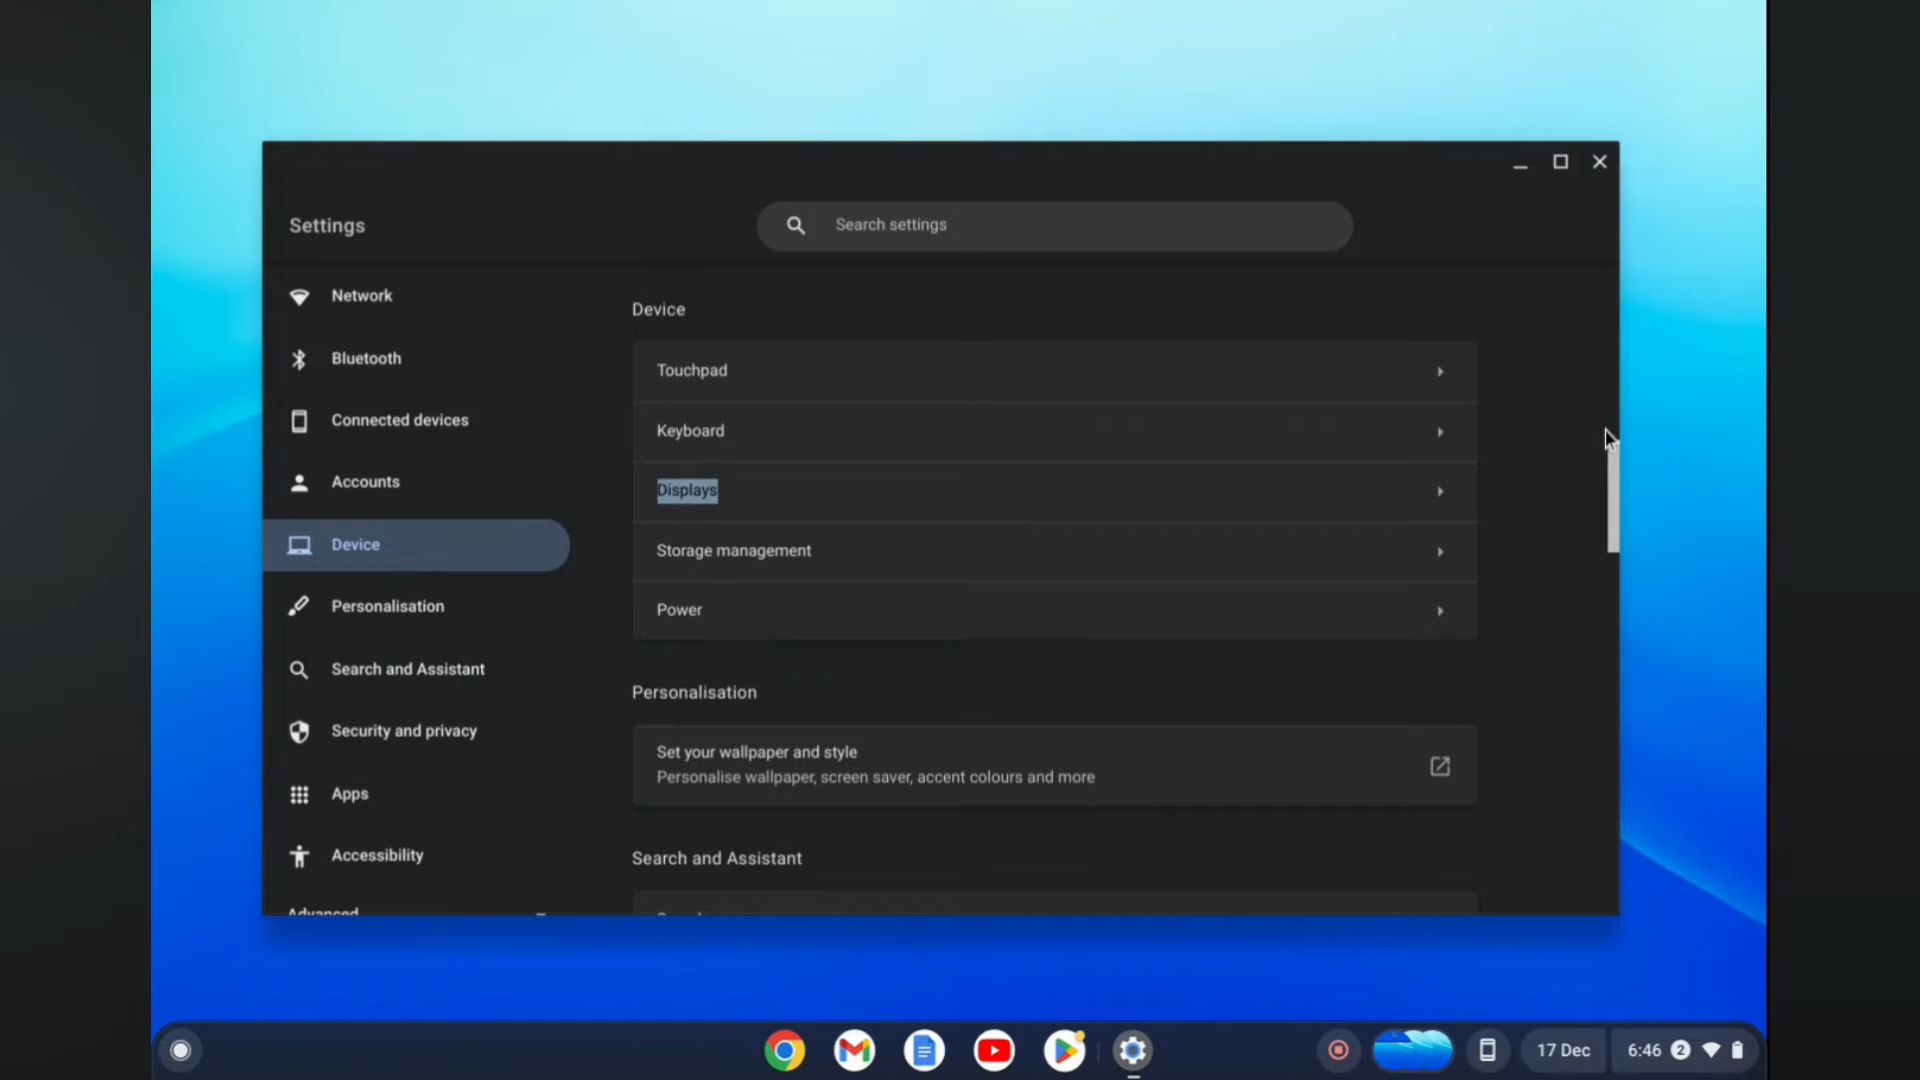 Settings
Search settings
Network
Bluetooth
Connected devices
Accounts
Device
Personalisation
Search and Assistant
Security and privacy
Apps
Accessibility
Advanced
Device
Touchpad
Keyboard
Displays
Storage management
Power
Personalisation
Set your wallpaper and style
Personalise wallpaper, screen saver, accent colours and more
Search and Assistant
17 Dec
6:46 2